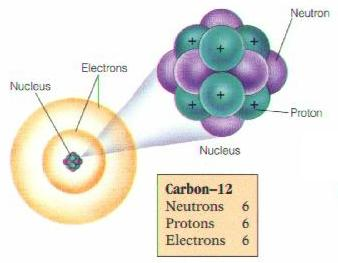 Neutron
Electrons
Nucleus
Proton
Nucleus
Carbon–12
Neutrons 6
Protons 6
Electrons 6
+
+
+
+
+
+